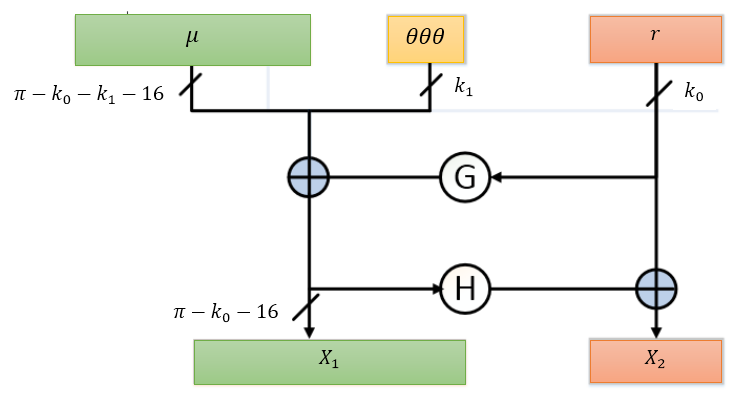 μ
θθθ
r
π − k₀ − k₁ − 16
k₁
k₀
G
H
π − k₀ − 16
X₁
X₂